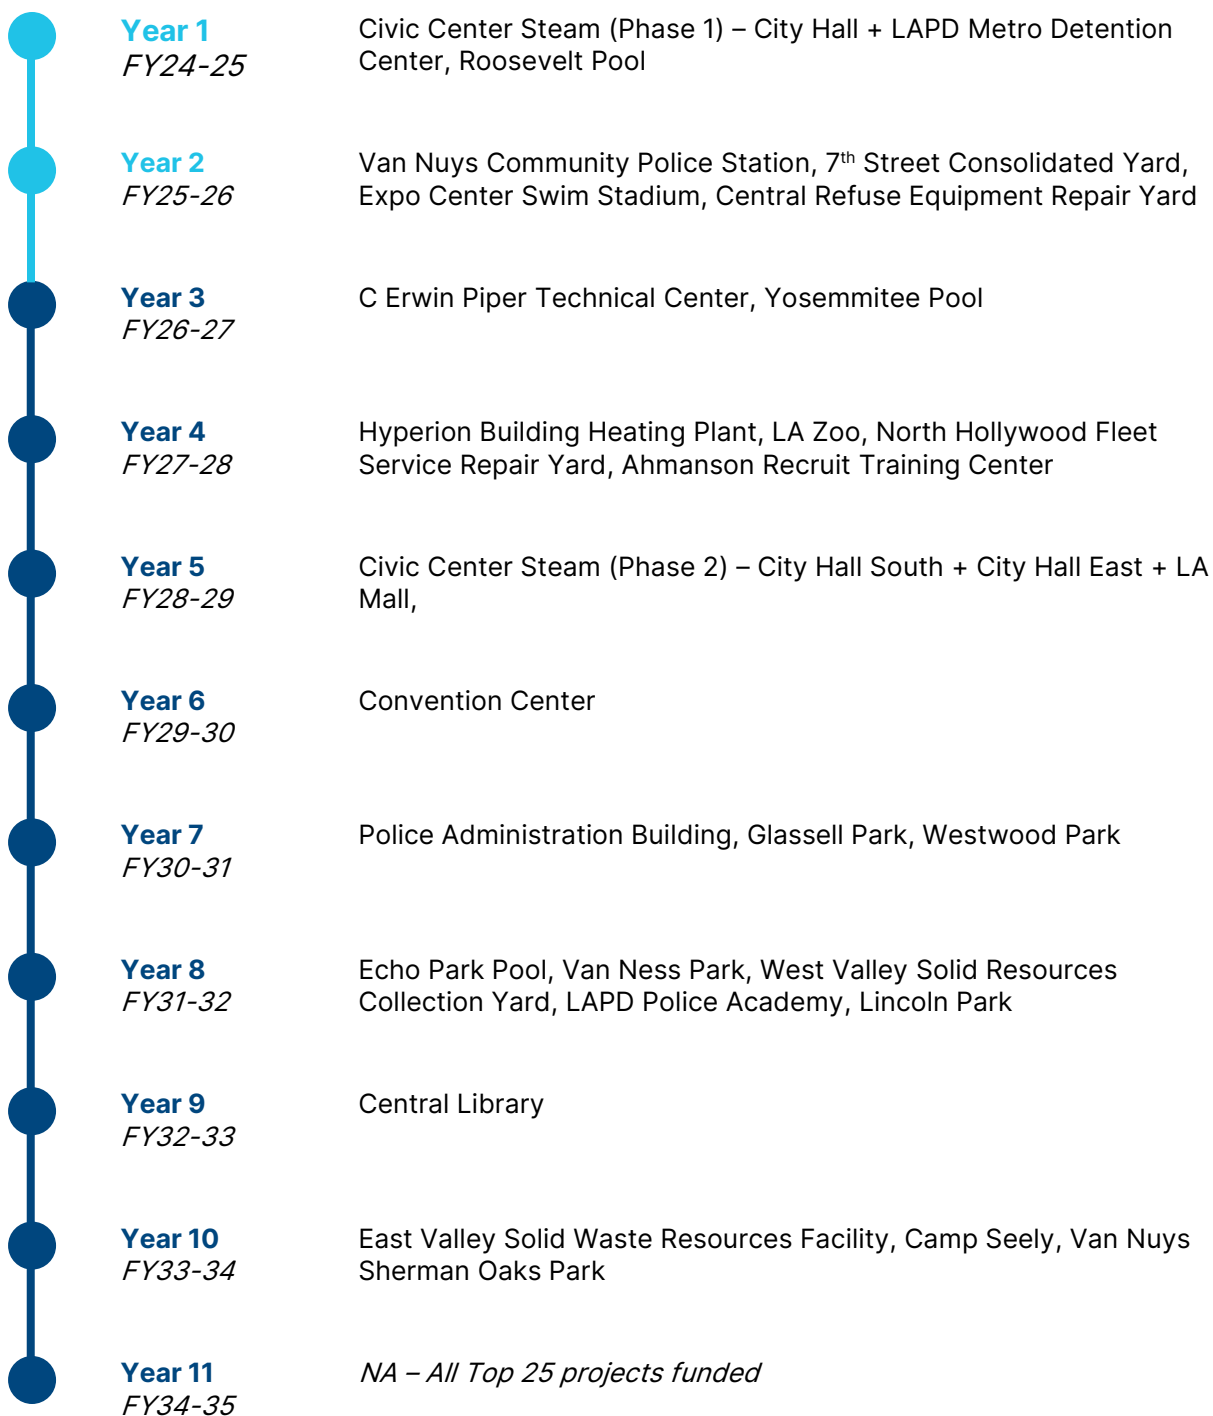 Year 1
FY24-25
Civic Center Steam (Phase 1) – City Hall + LAPD Metro Detention
Center, Roosevelt Pool
Year 2
FY25-26
Van Nuys Community Police Station, 7th Street Consolidated Yard,
Expo Center Swim Stadium, Central Refuse Equipment Repair Yard
Year 3
FY26-27
C Erwin Piper Technical Center, Yosemmitee Pool
Year 4
FY27-28
Hyperion Building Heating Plant, LA Zoo, North Hollywood Fleet
Service Repair Yard, Ahmanson Recruit Training Center
Year 5
FY28-29
Civic Center Steam (Phase 2) – City Hall South + City Hall East + LA
Mall,
Year 6
FY29-30
Convention Center
Year 7
FY30-31
Police Administration Building, Glassell Park, Westwood Park
Year 8
FY31-32
Echo Park Pool, Van Ness Park, West Valley Solid Resources
Collection Yard, LAPD Police Academy, Lincoln Park
Year 9
FY32-33
Central Library
Year 10
FY33-34
East Valley Solid Waste Resources Facility, Camp Seely, Van Nuys
Sherman Oaks Park
Year 11
FY34-35
NA – All Top 25 projects funded